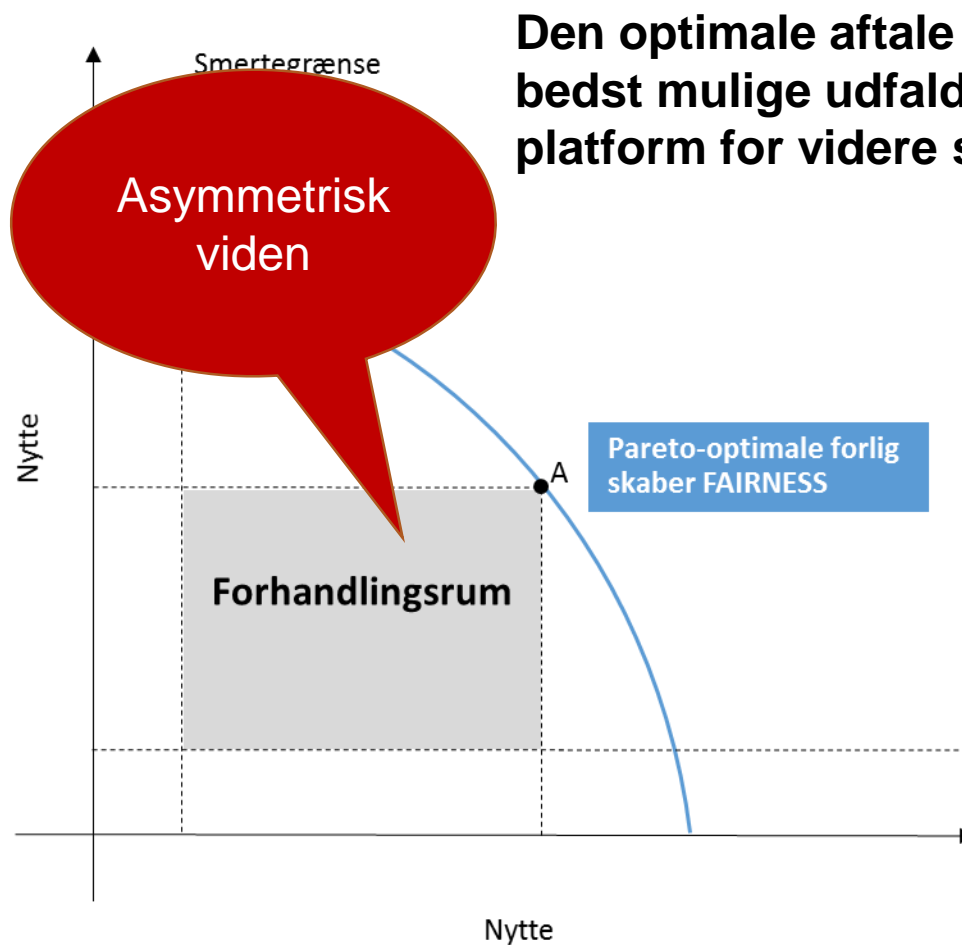 Den optimale aftale
bedst mulige udfald
platform for videre s
Smertegrænse
Asymmetrisk
viden
Nytte
A
Pareto-optimale forlig
skaber FAIRNESS
Forhandlingsrum
Nytte